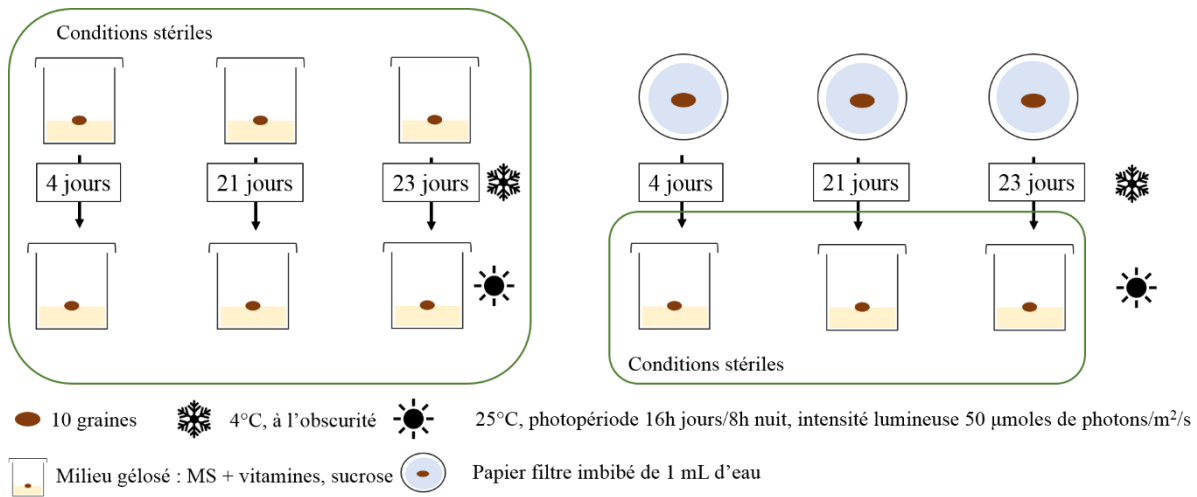 Conditions stériles
4 jours
21 jours
23 jours
4 jours
21 jours
23 jours
Conditions stériles
10 graines
4°C, à l’obscurité
25°C, photopériode 16h jours/8h nuit, intensité lumineuse 50 µmoles de photons/m²/s
Milieu gélosé : MS + vitamines, sucrose
Papier filtre imbibé de 1 mL d’eau